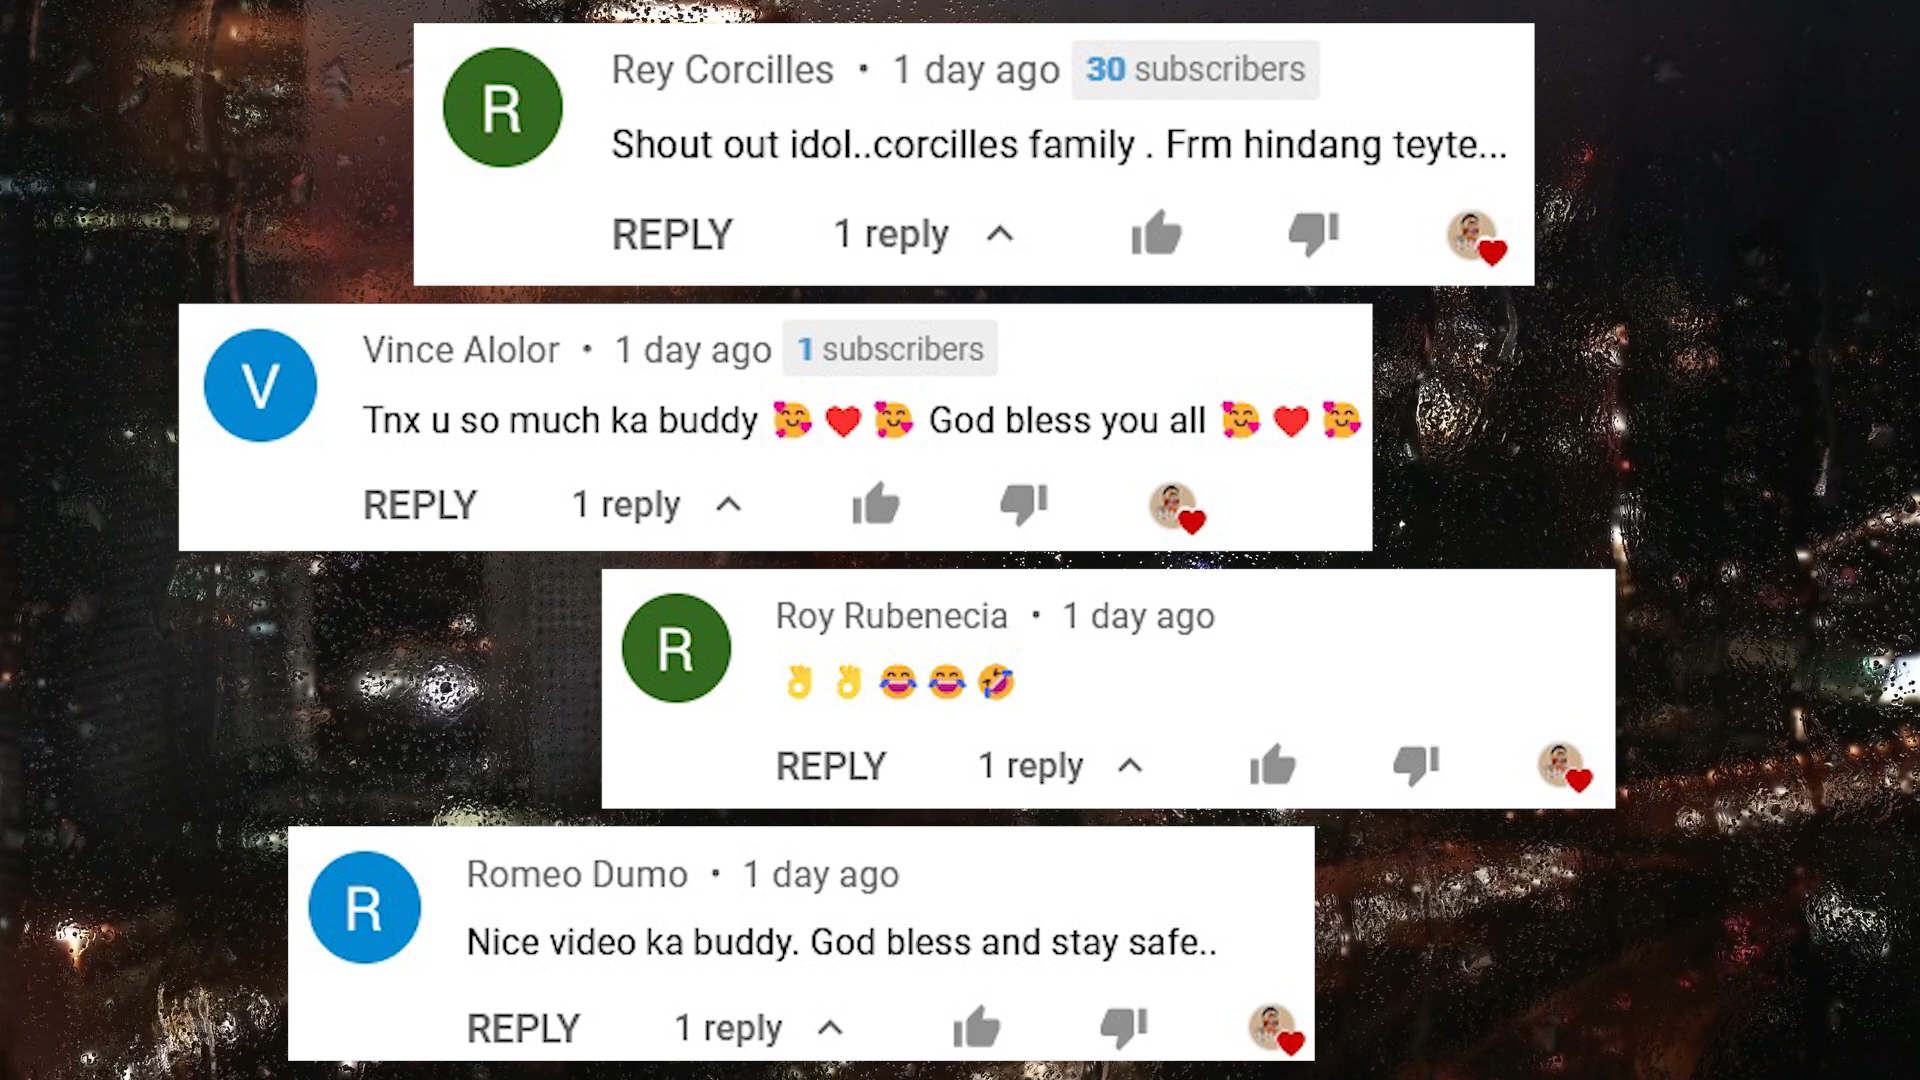 R
Rey Corcilles • 1 day ago 30 subscribers
Shout out idol..corcilles family . Frm hindang teyte...
REPLY 1 reply
V
Vince Alolor • 1 day ago 1 subscribers
Tnx u so much ka buddy 🥰❤️🥰 God bless you all 🥰❤️🥰
REPLY 1 reply
R
Roy Rubenecia • 1 day ago
👌👌😂😂🤣
REPLY 1 reply
R
Romeo Dumo • 1 day ago
Nice video ka buddy. God bless and stay safe..
REPLY 1 reply